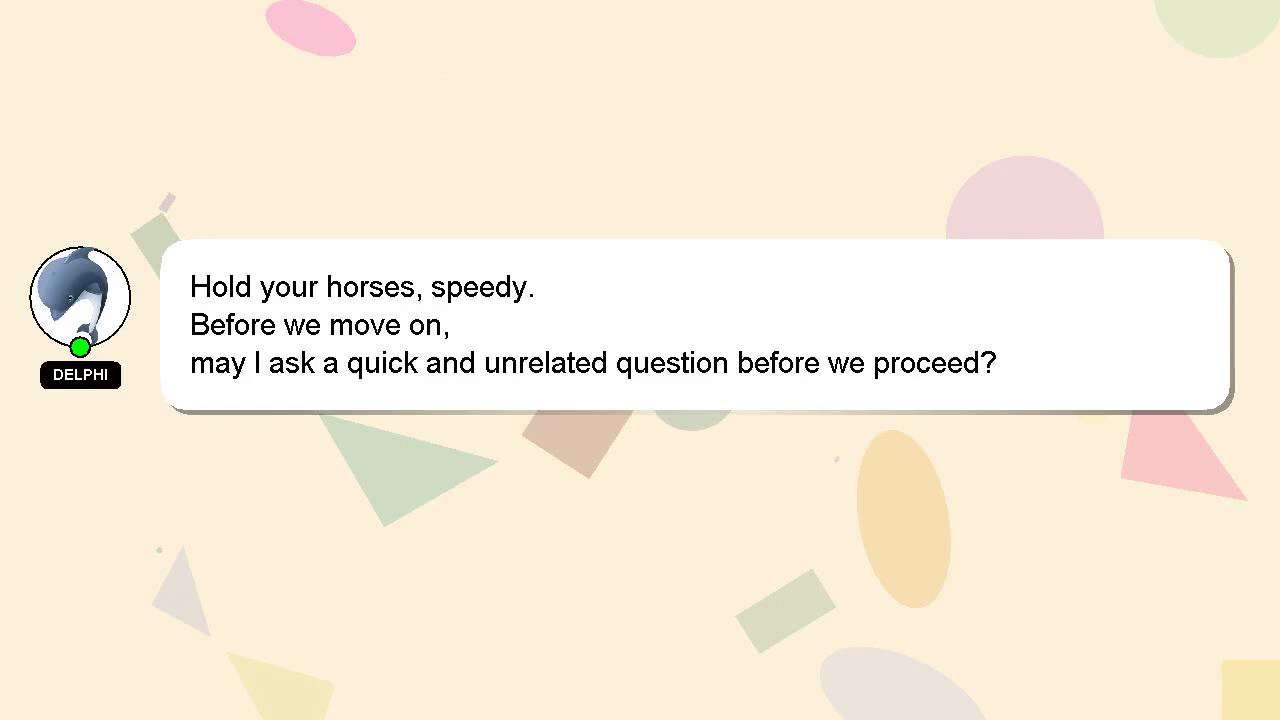 Hold your horses, speedy.
Before we move on,
may I ask a quick and unrelated question before we proceed?
DELPHI